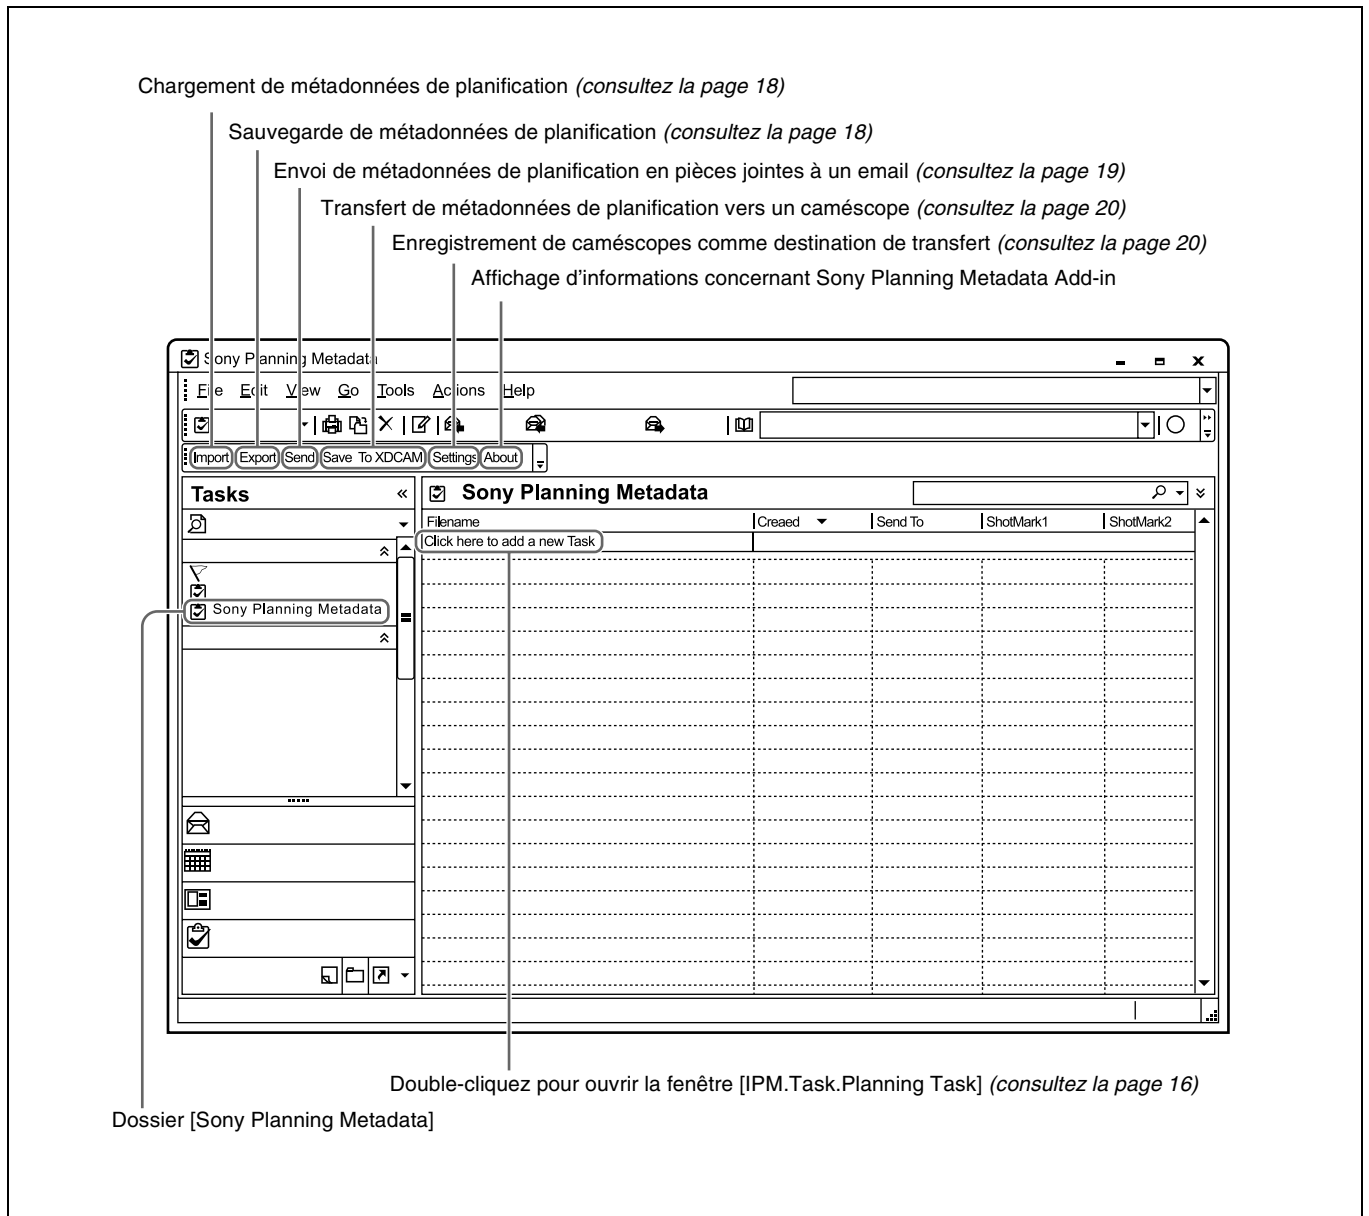 Chargement de métadonnées de planification (consultez la page 18)
Sauvegarde de métadonnées de planification (consultez la page 18)
Envoi de métadonnées de planification en pièces jointes à un email (consultez la page 19)
Transfert de métadonnées de planification vers un caméscope (consultez la page 20)
Enregistrement de caméscopes comme destination de transfert (consultez la page 20)
Affichage d'informations concernant Sony Planning Metadata Add-in
Sony Planning Metadata
File Edit View Go Tools Actions Help
Import Export Send Save To XDCAM Settings About
Tasks « Sony Planning Metadata
Filename Creaed Send To ShotMark1 ShotMark2
Click here to add a new Task
Sony Planning Metadata
Double-cliquez pour ouvrir la fenêtre [IPM.Task.Planning Task] (consultez la page 16)
Dossier [Sony Planning Metadata]